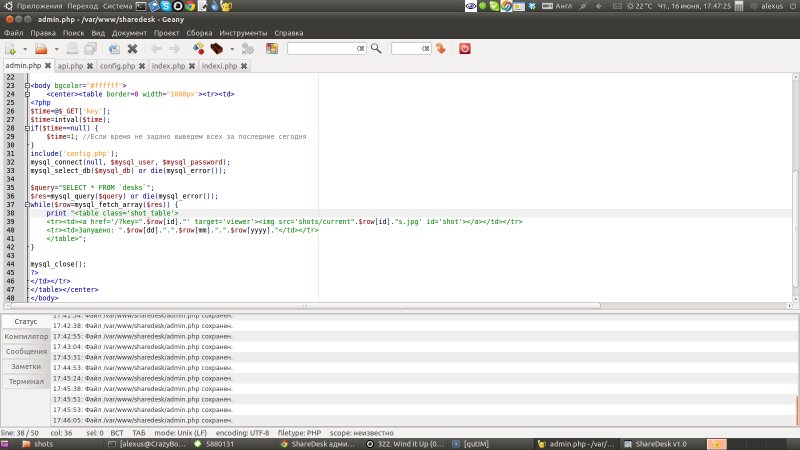 Приложения Переход Система
Англ 22 °C Чт, 16 июня, 17:47:25 alexus
admin.php - /var/www/sharedesk - Geany
Файл Правка Поиск Вид Документ Проект Сборка Инструменты Справка
admin.php api.php config.php index.php indexi.php
22
23 <body bgcolor="#ffffff">
24 <center><table border=0 width="1000px"><tr><td>
25 <?php
26 $time=@$_GET['key'];
27 $time=intval($time);
28 if($time==null) {
29 $time=1; //Если время не задано выведем всех за последние сегодня
30 }
31 include('config.php');
32 mysql_connect(null, $mysql_user, $mysql_password);
33 mysql_select_db($mysql_db) or die(mysql_error());
34
35 $query="SELECT * FROM `desks`";
36 $res=mysql_query($query) or die(mysql_error());
37 while($row=mysql_fetch_array($res)) {
38 print "<table class='shot_table'>
39 <tr><td><a href='/?key=".$row[id]."' target='viewer'><img src='shots/current".$row[id]."s.jpg' id='shot'></a></td></tr>
40 <tr><td>Запущено: ".$row[dd].".".$row[mm].".".$row[yyyy]."</td></tr>
41 </table>";
42 }
43
44 mysql_close();
45 ?>
46 </td></tr>
47 </table></center>
48 </body>
Статус
Компилятор
Сообщения
Заметки
Терминал
17:41:34: Файл /var/www/sharedesk/admin.php сохранен.
17:42:38: Файл /var/www/sharedesk/admin.php сохранен.
17:42:55: Файл /var/www/sharedesk/admin.php сохранен.
17:43:04: Файл /var/www/sharedesk/admin.php сохранен.
17:43:31: Файл /var/www/sharedesk/admin.php сохранен.
17:44:53: Файл /var/www/sharedesk/admin.php сохранен.
17:45:24: Файл /var/www/sharedesk/admin.php сохранен.
17:45:38: Файл /var/www/sharedesk/admin.php сохранен.
17:45:51: Файл /var/www/sharedesk/admin.php сохранен.
17:45:53: Файл /var/www/sharedesk/admin.php сохранен.
17:46:05: Файл /var/www/sharedesk/admin.php сохранен.
line: 38 / 50 col: 36 sel: 0 ВСТ ТАБ mode: Unix (LF) encoding: UTF-8 filetype: PHP scope: неизвестно
shots [alexus@CrazyBo... 5880131 ShareDesk адми... 322. Wind It Up (0... [qutIM] admin.php - /var/... ShareDesk v1.0